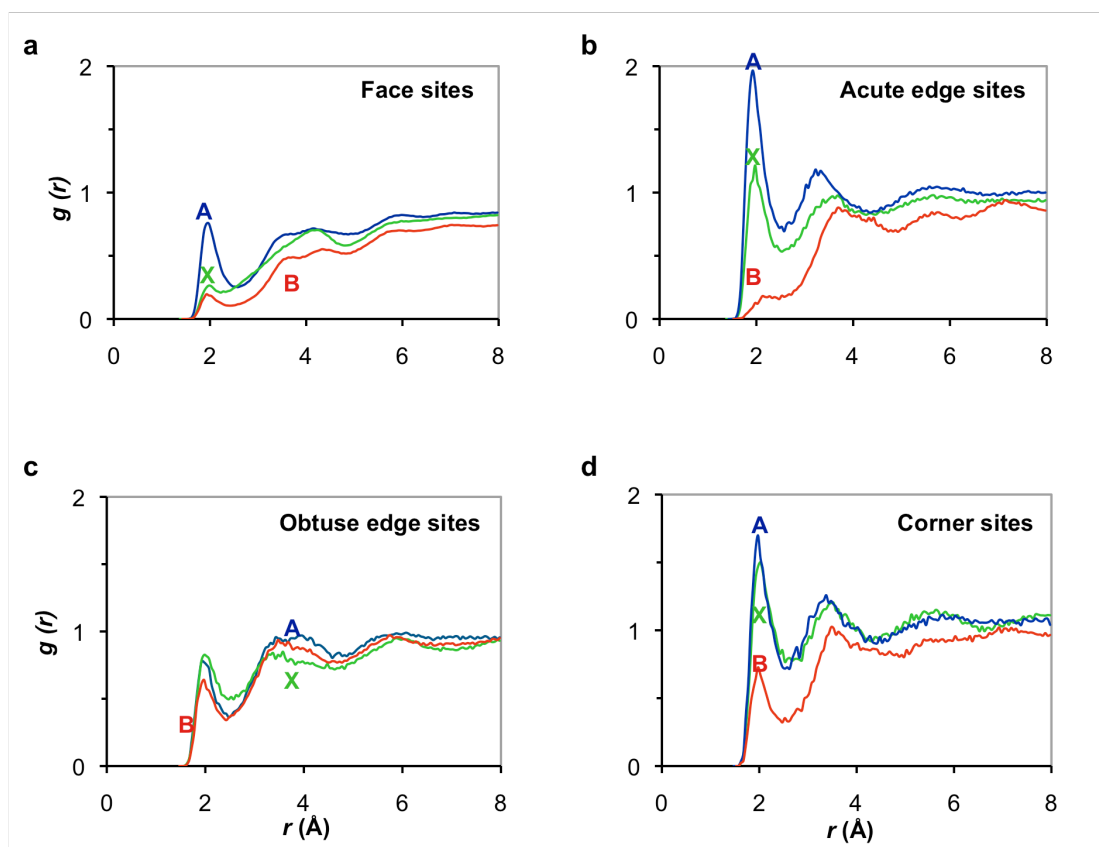 a
b
2
Face sites
A
X
B
1
0
g (r)
0 2 4 6 8
2
Acute edge sites
A
X
B
1
0
0 2 4 6 8
c
d
2
Obtuse edge sites
A
X
B
1
0
g (r)
0 2 4 6 8
r (Å)
2
Corner sites
A
X
B
1
0
0 2 4 6 8
r (Å)